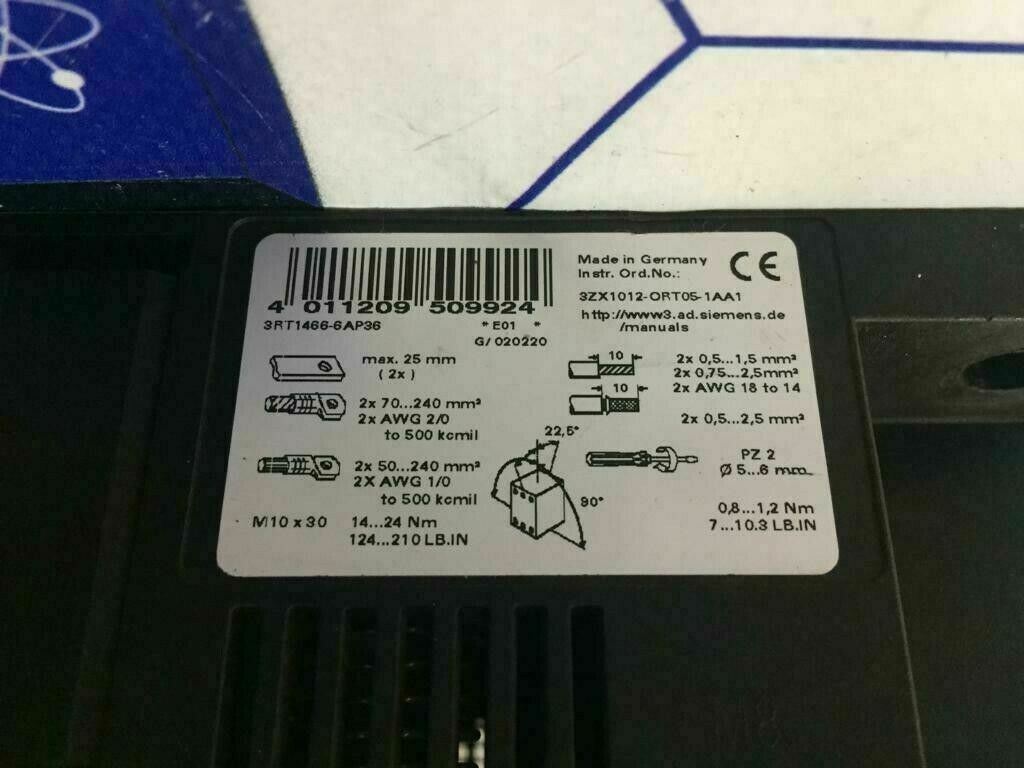 4 011209 509924
3RT1466-6AP36
* E01 *
G/ 020220
Made in Germany
Instr. Ord.No.:
CE
3ZX1012-ORT05-1AA1
http://www3.ad.siemens.de
/manuals
max. 25 mm
( 2x )
2x 70...240 mm²
2x AWG 2/0
to 500 kcmil
2x 50...240 mm²
2X AWG 1/0
to 500 kcmil
M10 x 30
14...24 Nm
124...210 LB.IN
22,5°
90°
10
2x 0,5...1,5 mm²
2x 0,75...2,5mm²
2x AWG 18 to 14
10
2x 0,5...2,5 mm²
PZ 2
Ø 5...6 mm
0,8...1,2 Nm
7...10.3 LB.IN